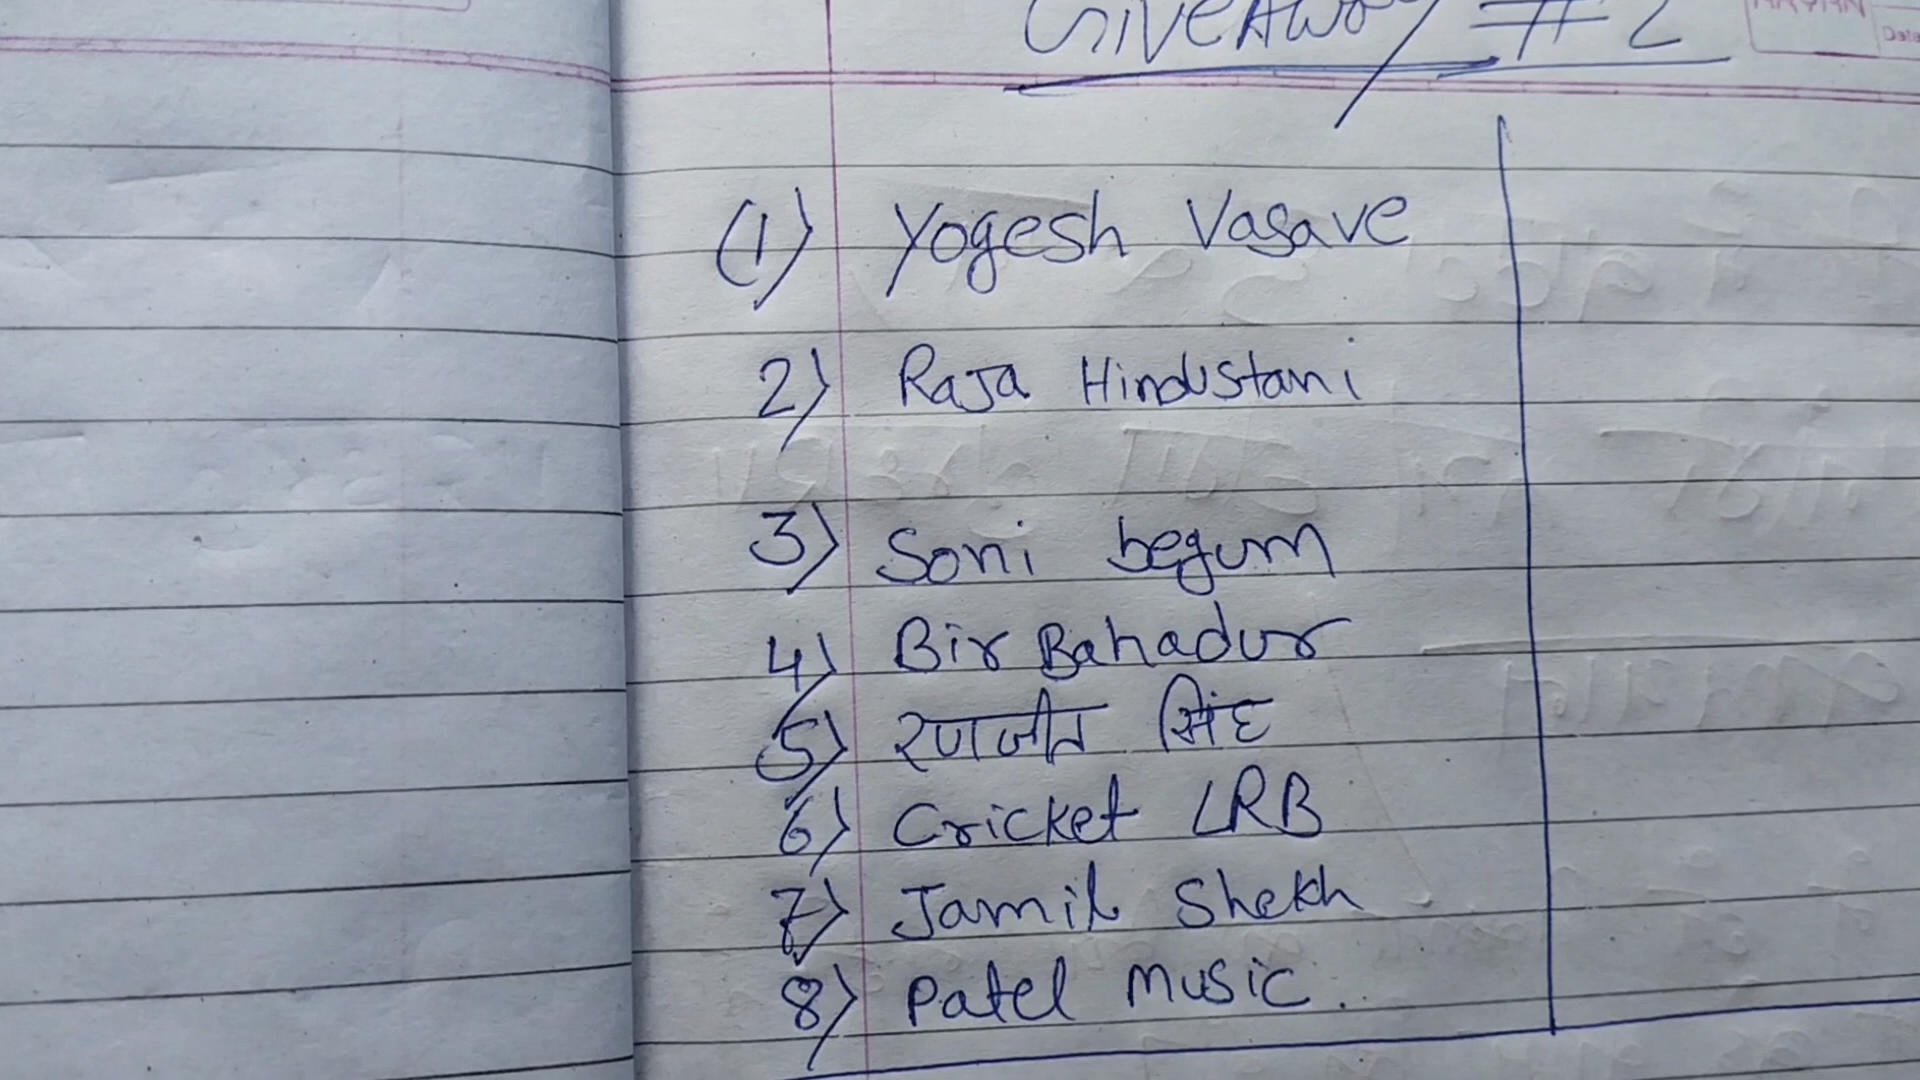 GiveAway #2
(1) Yogesh Vasave
2) Raja Hindustani
3) Soni begum
4) Bir Bahadur
5) रणजीत सिंह
6) Cricket LRB
7) Jamil Shekh
8) Patel Music.